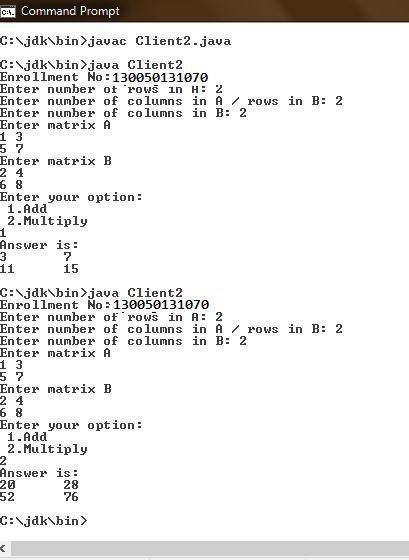 Command Prompt
C:\jdk\bin>javac Client2.java
C:\jdk\bin>java Client2
Enrollment No:130050131070
Enter number of rows in A: 2
Enter number of columns in A / rows in B: 2
Enter number of columns in B: 2
Enter matrix A
1 3
5 7
Enter matrix B
2 4
6 8
Enter your option:
1.Add
2.Multiply
1
Answer is:
3 7
11 15
C:\jdk\bin>java Client2
Enrollment No:130050131070
Enter number of rows in A: 2
Enter number of columns in A / rows in B: 2
Enter number of columns in B: 2
Enter matrix A
1 3
5 7
Enter matrix B
2 4
6 8
Enter your option:
1.Add
2.Multiply
2
Answer is:
20 28
52 76
C:\jdk\bin>